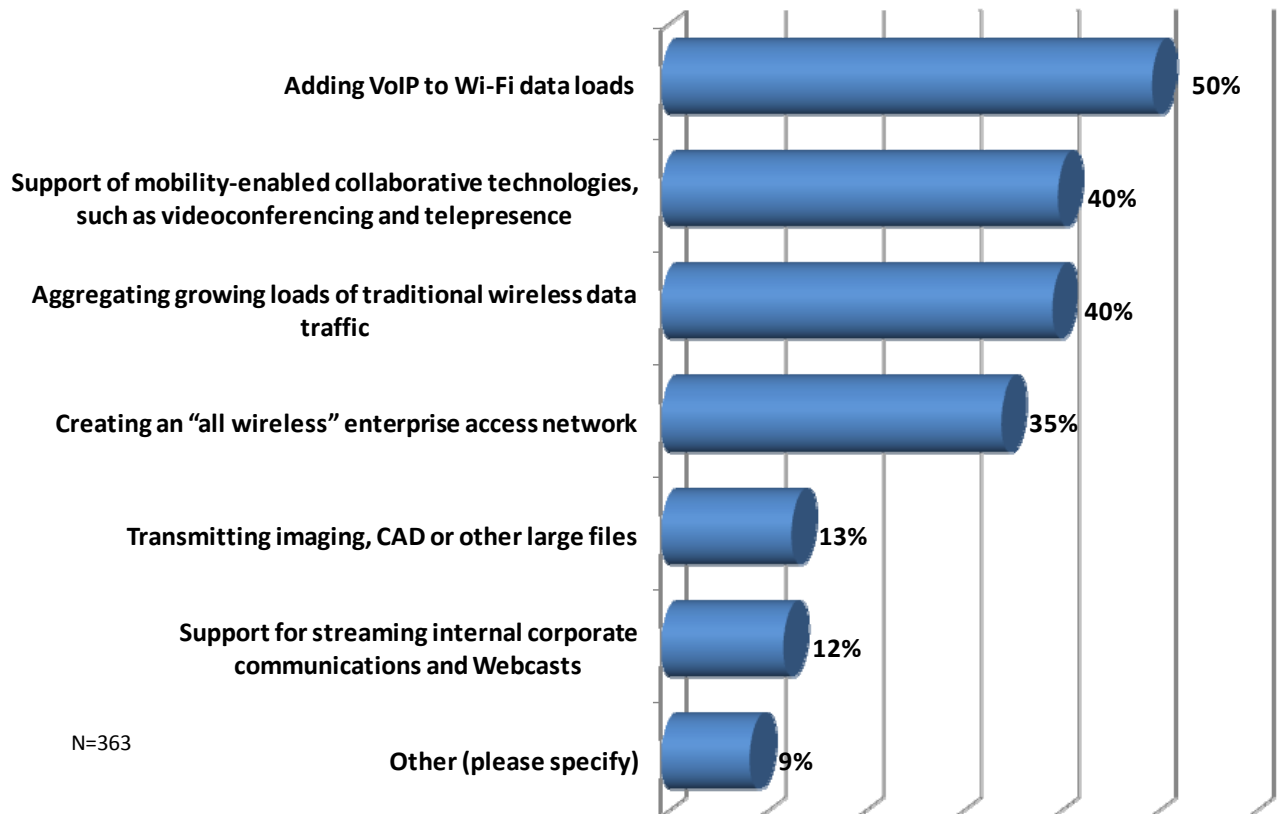 Adding VoIP to Wi-Fi data loads
50%
Support of mobility-enabled collaborative technologies,
such as videoconferencing and telepresence
40%
Aggregating growing loads of traditional wireless data
traffic
40%
Creating an “all wireless” enterprise access network
35%
Transmitting imaging, CAD or other large files
13%
Support for streaming internal corporate
communications and Webcasts
12%
N=363
Other (please specify)
9%